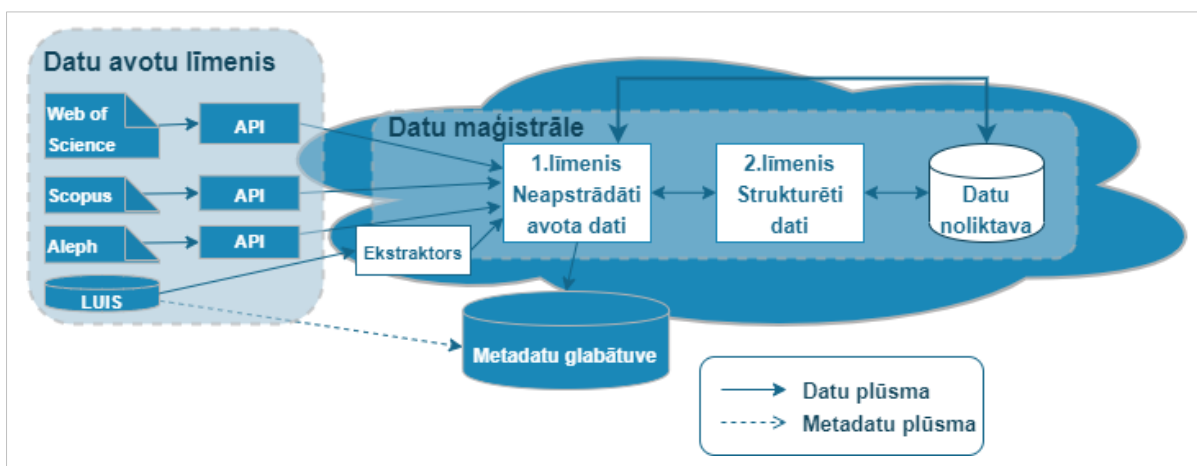 Datu avotu līmenis
Web of
Science
API
Scopus
API
Aleph
API
LUIS
Ekstraktors
Datu maģistrāle
1.līmenis
Neapstrādāti
avota dati
2.līmenis
Strukturēti
dati
Datu
noliktava
Metadatu glabātuve
Datu plūsma
Metadatu plūsma